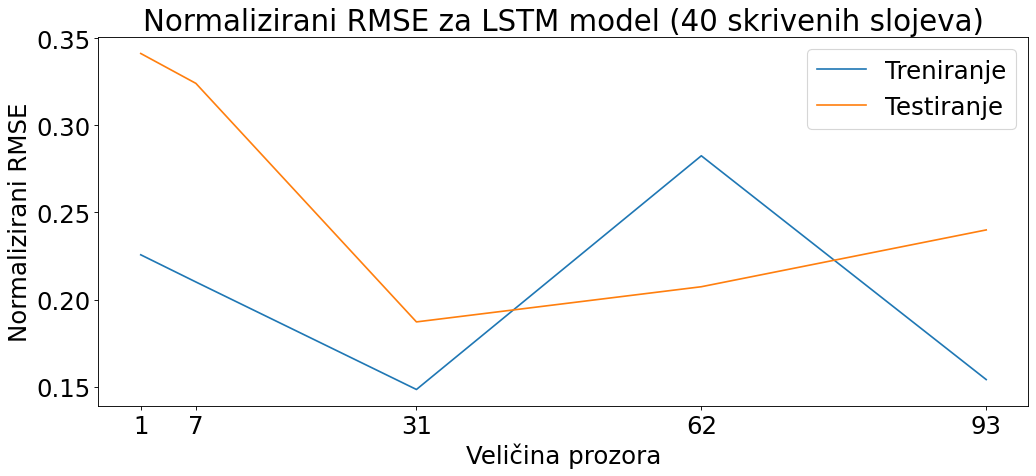 Normalizirani RMSE za LSTM model (40 skrivenih slojeva)
Normalizirani RMSE
0.35
0.30
0.25
0.20
0.15
Treniranje
Testiranje
1 7 31 62 93
Veličina prozora